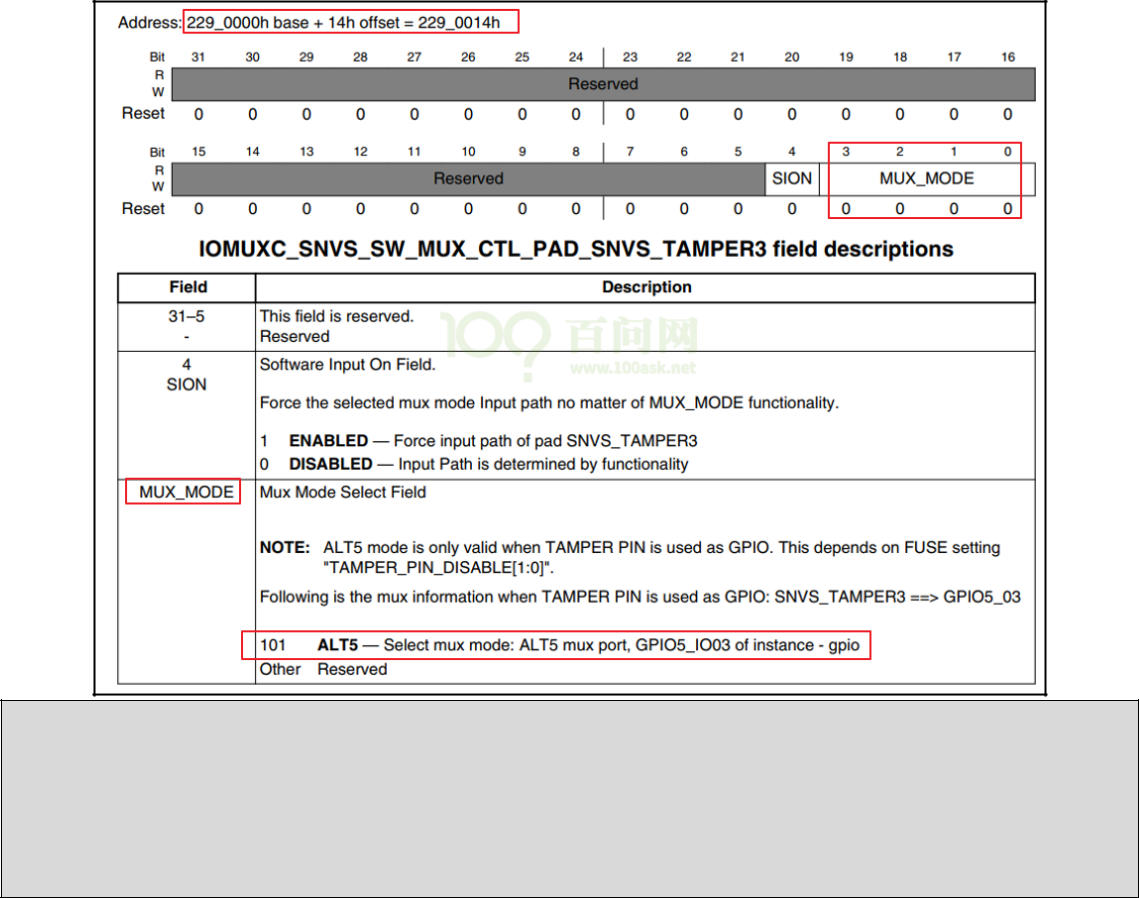 Address: 229_0000h base + 14h offset = 229_0014h
Bit 31 30 29 28 27 26 25 24 23 22 21 20 19 18 17 16
R
Reserved
W
Reset 0 0 0 0 0 0 0 0 0 0 0 0 0 0 0 0
Bit 15 14 13 12 11 10 9 8 7 6 5 4 3 2 1 0
R
Reserved SION MUX_MODE
W
Reset 0 0 0 0 0 0 0 0 0 0 0 0 0 0 0 0
IOMUXC_SNVS_SW_MUX_CTL_PAD_SNVS_TAMPER3 field descriptions
Field Description
31–5 This field is reserved.
- Reserved
100? 百问网
www.100ask.net
4 Software Input On Field.
SION
Force the selected mux mode Input path no matter of MUX_MODE functionality.
1 ENABLED — Force input path of pad SNVS_TAMPER3
0 DISABLED — Input Path is determined by functionality
MUX_MODE Mux Mode Select Field
NOTE: ALT5 mode is only valid when TAMPER PIN is used as GPIO. This depends on FUSE setting
"TAMPER_PIN_DISABLE[1:0]".
Following is the mux information when TAMPER PIN is used as GPIO: SNVS_TAMPER3 ==> GPIO5_03
101 ALT5 — Select mux mode: ALT5 mux port, GPIO5_IO03 of instance - gpio
Other Reserved